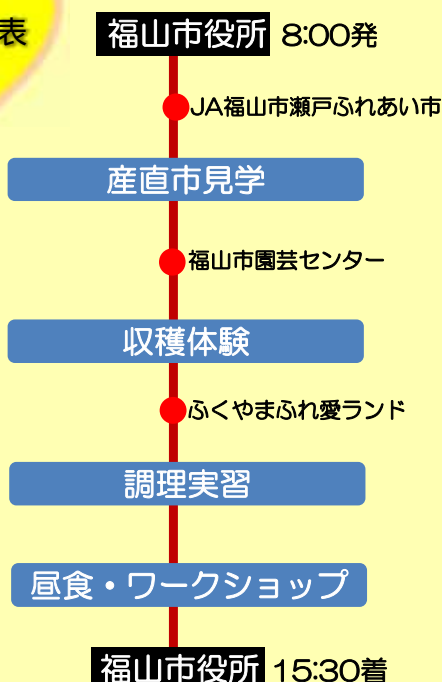 表
福山市役所 8:00発
JA福山市瀬戸ふれあい市
産直市見学
福山市園芸センター
収穫体験
ふくやまふれ愛ランド
調理実習
昼食・ワークショップ
福山市役所 15:30着